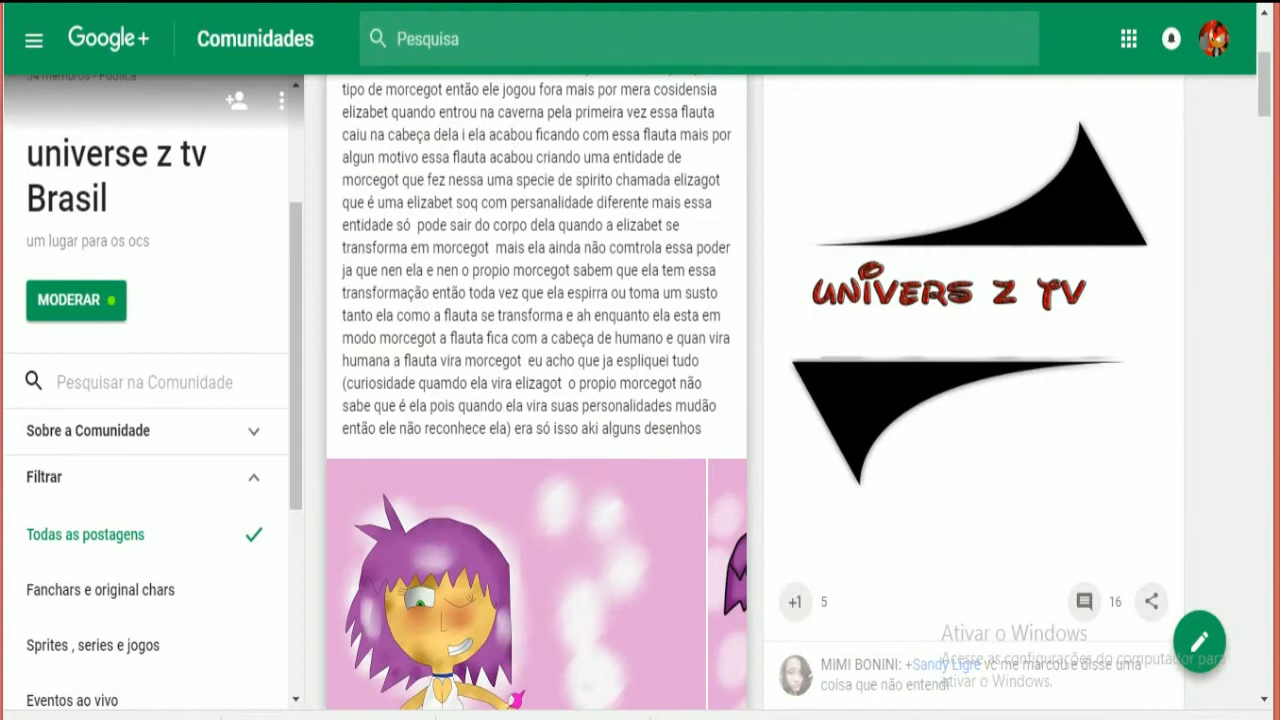 Google+
Comunidades
Pesquisa
54 membros - Pública
universe z tv
Brasil
um lugar para os ocs
MODERAR
Pesquisar na Comunidade
Sobre a Comunidade
Filtrar
Todas as postagens
Fanchars e original chars
Sprites , series e jogos
Eventos ao vivo
tipo de morcegot então ele jogou fora mais por mera cosidensia
elizabet quando entrou na caverna pela primeira vez essa flauta
caiu na cabeça dela i ela acabou ficando com essa flauta mais por
algun motivo essa flauta acabou criando uma entidade de
morcegot que fez nessa uma specie de spirito chamada elizagot
que é uma elizabet soq com persanalidade diferente mais essa
entidade só pode sair do corpo dela quando a elizabet se
transforma em morcegot mais ela ainda não comtrola essa poder
ja que nen ela e nen o propio morcegot sabem que ela tem essa
transformação então toda vez que ela espirra ou toma um susto
tanto ela como a flauta se transforma e ah enquanto ela esta em
modo morcegot a flauta fica com a cabeça de humano e quan vira
humana a flauta vira morcegot eu acho que ja espliquei tudo
(curiosidade quamdo ela vira elizagot o propio morcegot não
sabe que é ela pois quando ela vira suas personalidades mudão
então ele não reconhece ela) era só isso aki alguns desenhos
UNIVERS Z TV
+1 5 16
MIMI BONINI: +Sandy Ligre vc me marcou e disse uma
coisa que não entendi
Ativar o Windows
Acesse as configurações do computador para
ativar o Windows.